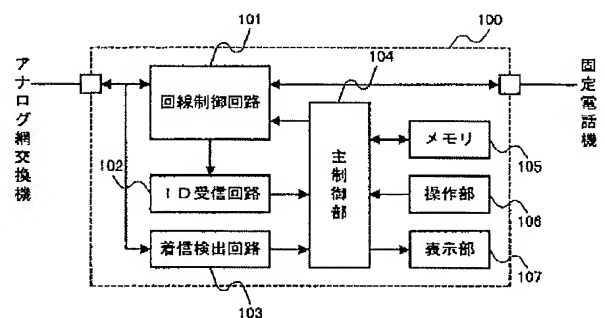 101
100
104
アナログ網交換機
回線制御回路
固定電話機
102
ID受信回路
主制御部
メモリ
105
操作部
106
着信検出回路
表示部
107
103